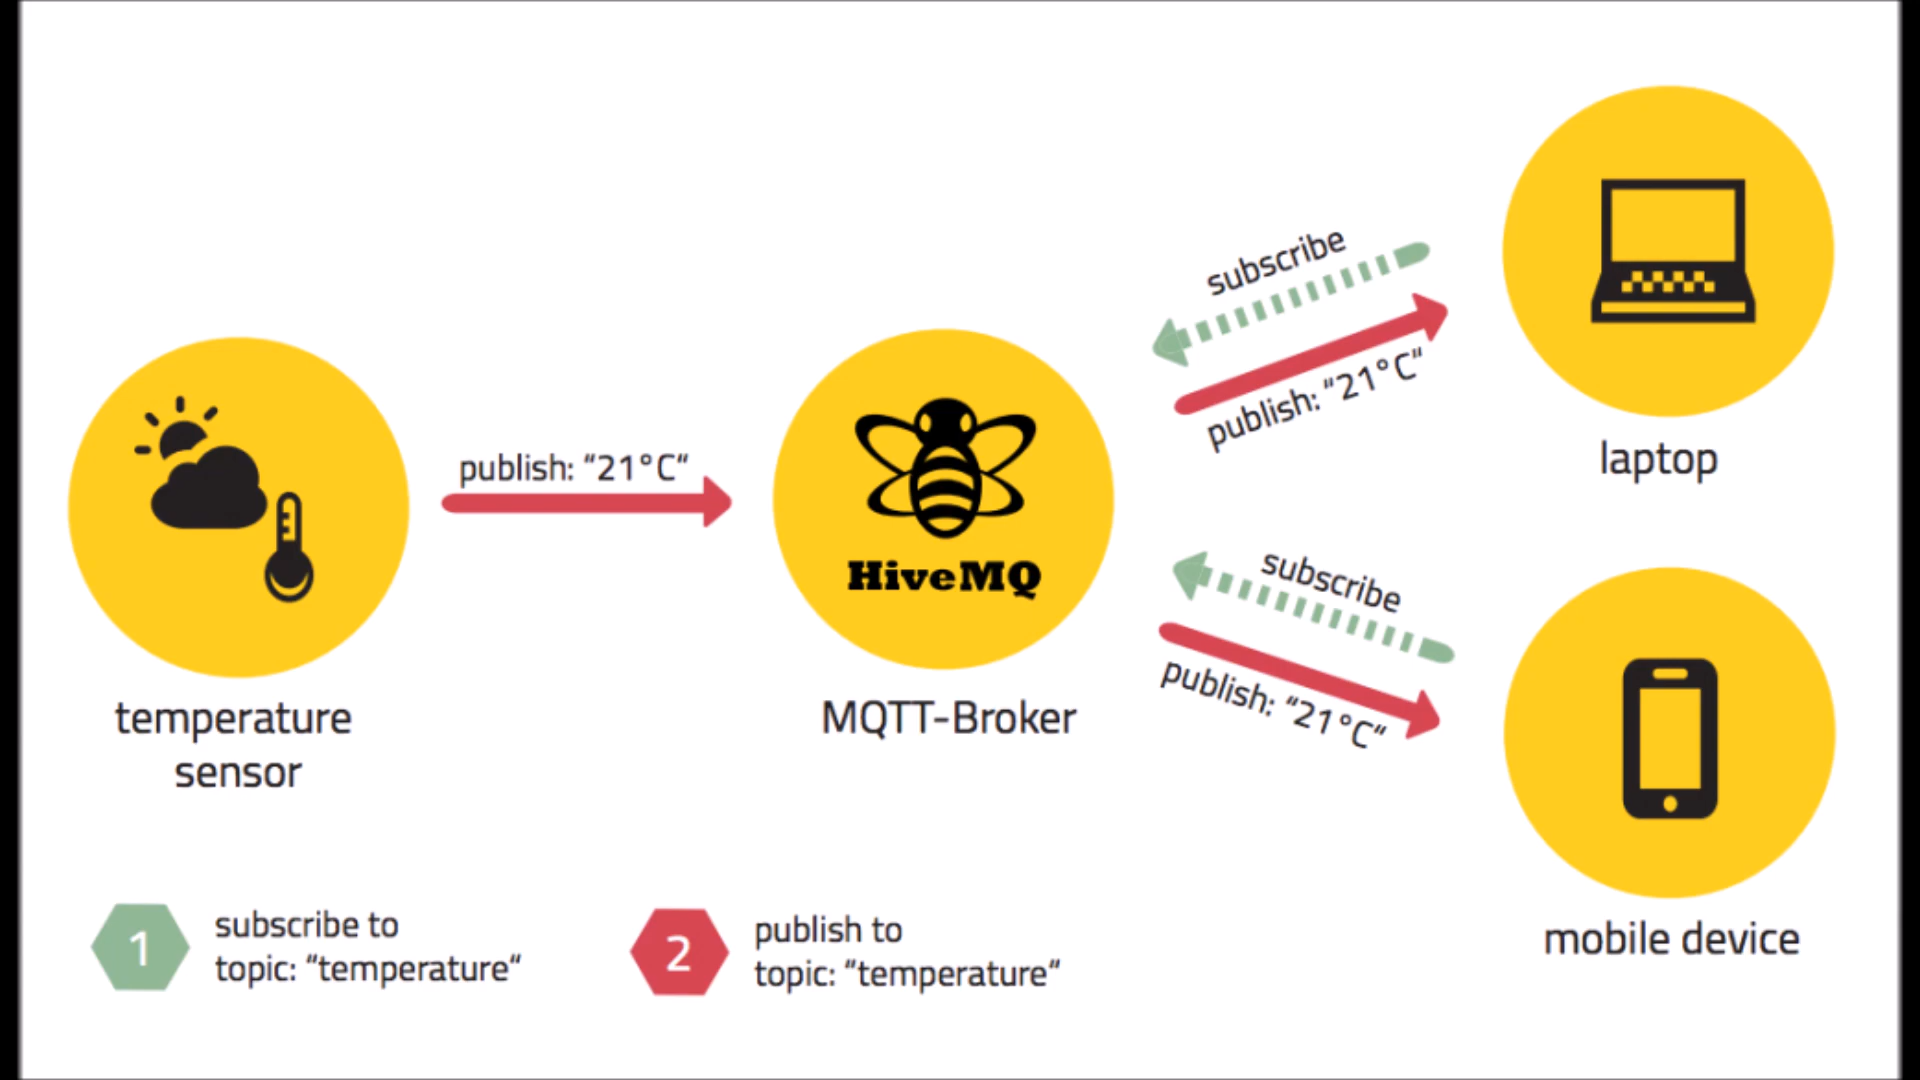 subscribe
publish: “21°C“
laptop
publish: “21°C“
HiveMQ
MQTT-Broker
temperature
sensor
subscribe
publish: “21°C“
mobile device
1
subscribe to
topic: “temperature“
2
publish to
topic: “temperature“